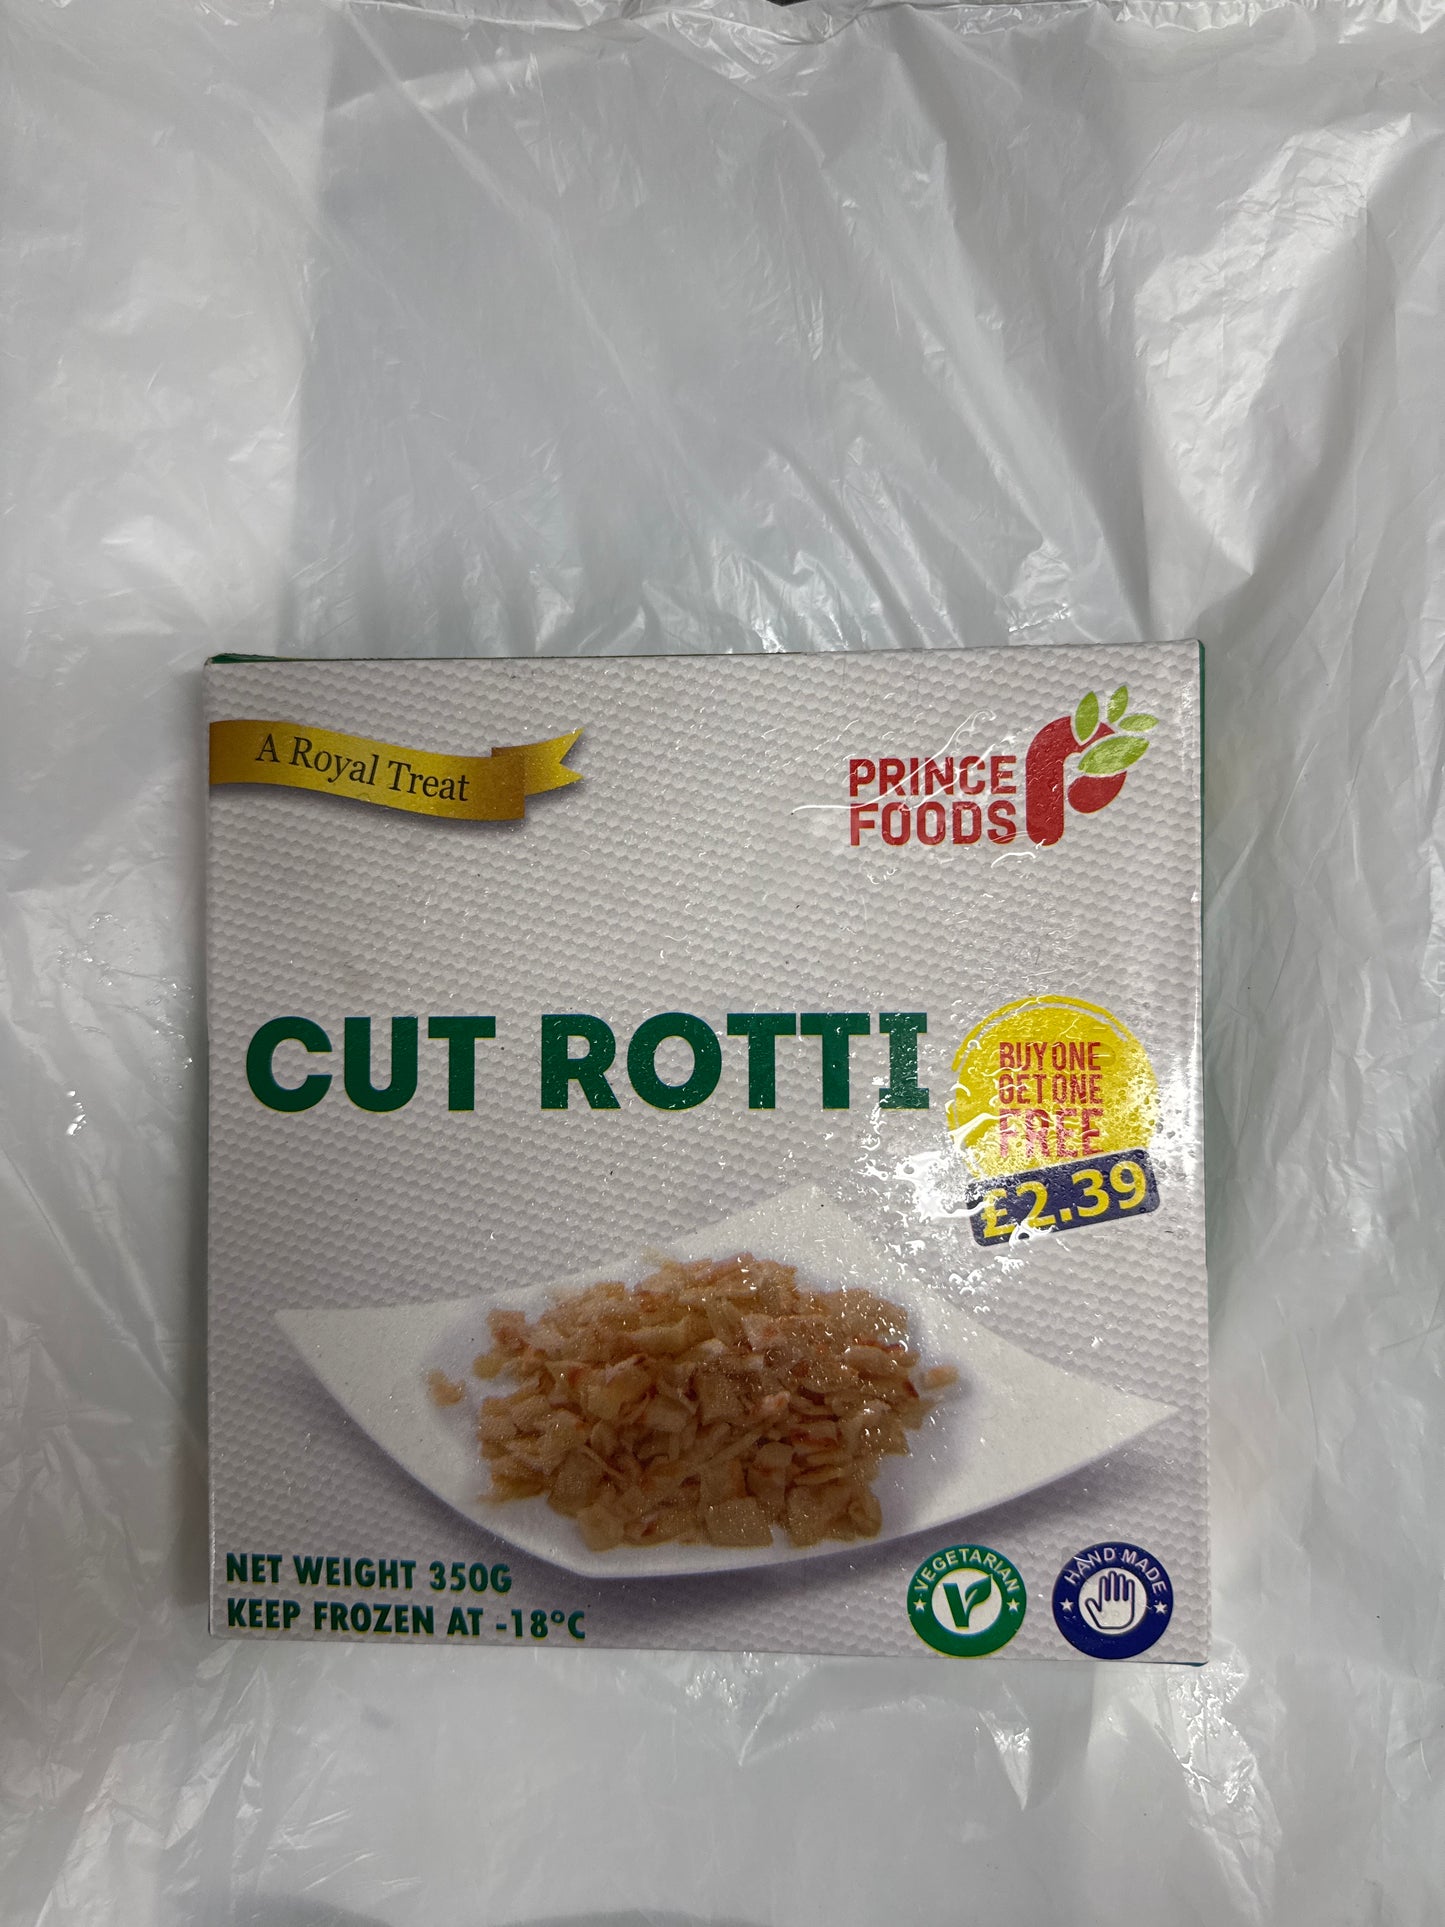 A Royal Treat
PRINCE
FOODS
CUT ROTTI
BUY ONE
GET ONE
FREE
£2.39
NET WEIGHT 350G
KEEP FROZEN AT -18°C
VEGETARIAN
HAND MADE